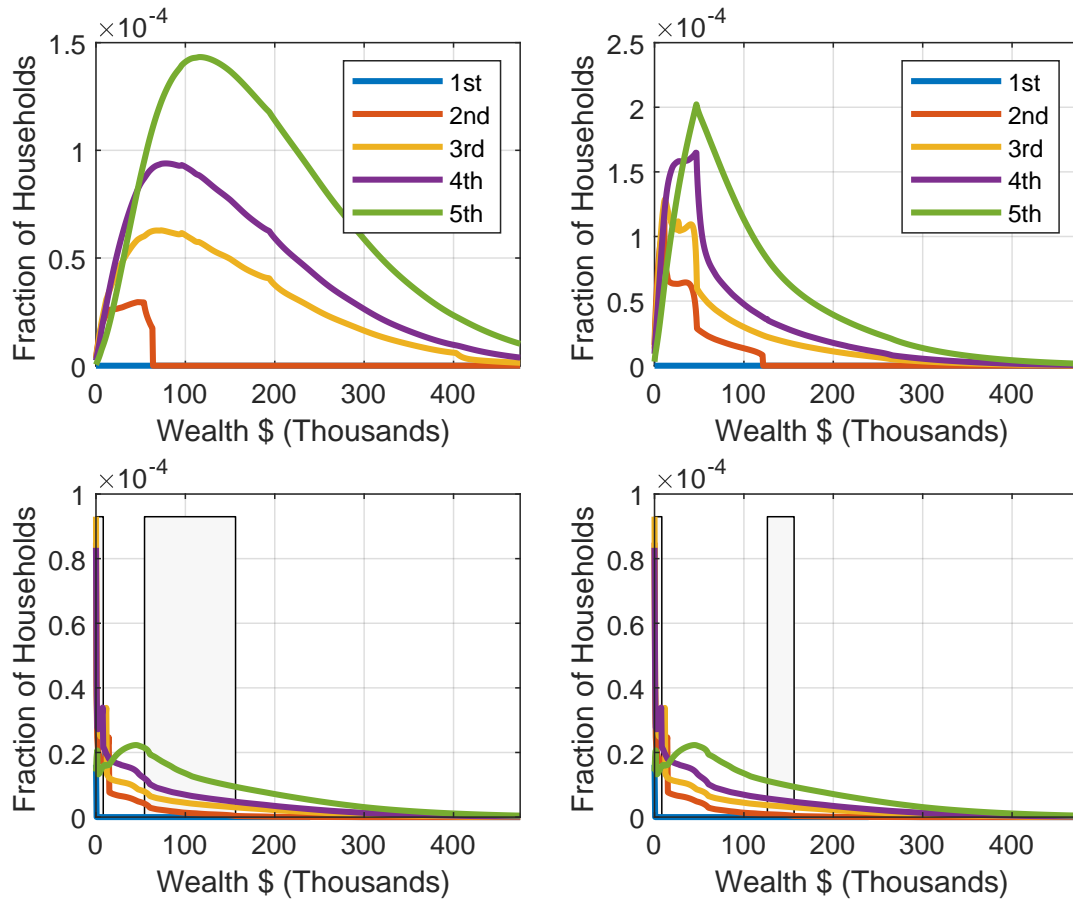 ×10-4
1.5
1
0.5
0
Fraction of Households
1st
2nd
3rd
4th
5th
0 100 200 300 400
Wealth $ (Thousands)
×10-4
2.5
2
1.5
1
0.5
0
Fraction of Households
1st
2nd
3rd
4th
5th
0 100 200 300 400
Wealth $ (Thousands)
×10-4
1
0.8
0.6
0.4
0.2
0
Fraction of Households
0 100 200 300 400
Wealth $ (Thousands)
×10-4
1
0.8
0.6
0.4
0.2
0
Fraction of Households
0 100 200 300 400
Wealth $ (Thousands)